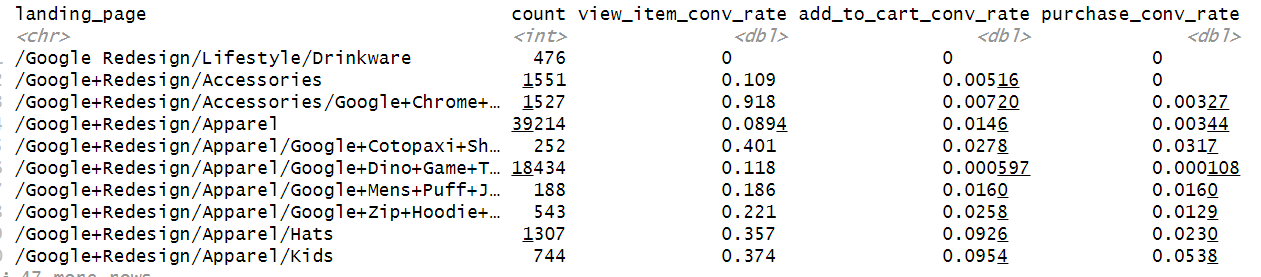 landing_page count view_item_conv_rate add_to_cart_conv_rate purchase_conv_rate
<chr> <int> <dbl> <dbl> <dbl>
/Google Redesign/Lifestyle/Drinkware 476 0 0 0
/Google+Redesign/Accessories 1551 0.109 0.00516 0
/Google+Redesign/Accessories/Google+Chrome+… 1527 0.918 0.00720 0.00327
/Google+Redesign/Apparel 39214 0.0894 0.0146 0.00344
/Google+Redesign/Apparel/Google+Cotopaxi+Sh… 252 0.401 0.0278 0.0317
/Google+Redesign/Apparel/Google+Dino+Game+T… 18434 0.118 0.000597 0.000108
/Google+Redesign/Apparel/Google+Mens+Puff+J… 188 0.186 0.0160 0.0160
/Google+Redesign/Apparel/Google+Zip+Hoodie+… 543 0.221 0.0258 0.0129
/Google+Redesign/Apparel/Hats 1307 0.357 0.0926 0.0230
/Google+Redesign/Apparel/Kids 744 0.374 0.0954 0.0538
47 more rows